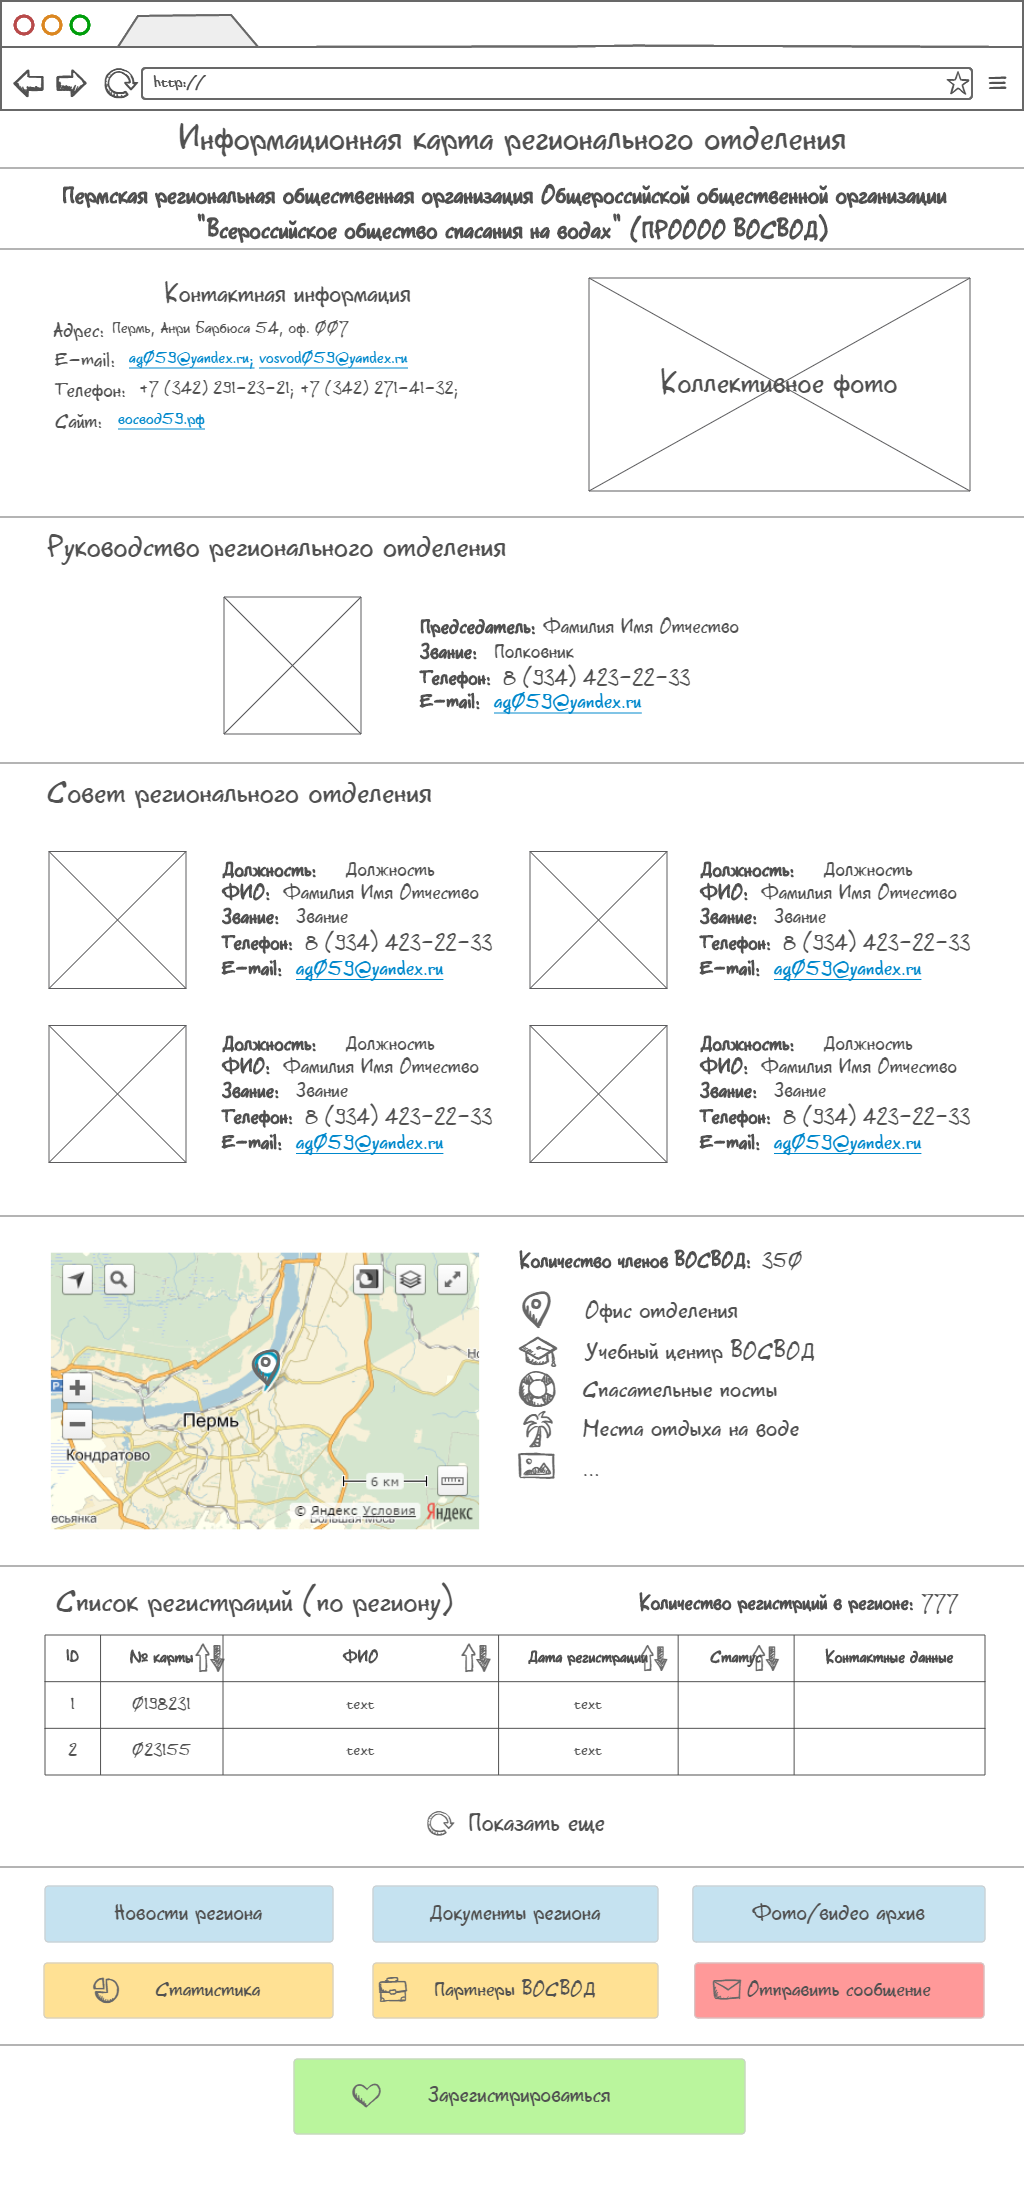 http://
Информационная карта регионального отделения
Пермская региональная общественная организация Общероссийской общественной организации
"Всероссийское общество спасания на водах" (ПРОООО ВОСВОД)
Контактная информация
Адрес: Пермь, Анри Барбюса 54, оф. 007
E-mail: ag059@yandex.ru; vosvod059@yandex.ru
Телефон: +7 (342) 291-23-21; +7 (342) 271-41-32;
Сайт: восвод59.рф
Коллективное фото
Руководство регионального отделения
Председатель: Фамилия Имя Отчество
Звание: Полковник
Телефон: 8 (934) 423-22-33
E-mail: ag059@yandex.ru
Совет регионального отделения
Должность: Должность
ФИО: Фамилия Имя Отчество
Звание: Звание
Телефон: 8 (934) 423-22-33
E-mail: ag059@yandex.ru
Должность: Должность
ФИО: Фамилия Имя Отчество
Звание: Звание
Телефон: 8 (934) 423-22-33
E-mail: ag059@yandex.ru
Должность: Должность
ФИО: Фамилия Имя Отчество
Звание: Звание
Телефон: 8 (934) 423-22-33
E-mail: ag059@yandex.ru
Должность: Должность
ФИО: Фамилия Имя Отчество
Звание: Звание
Телефон: 8 (934) 423-22-33
E-mail: ag059@yandex.ru
Пермь
Кондратово
6 км
© Яндекс Условия Яндекс
есьянка
Количество членов ВОСВОД: 350
Офис отделения
Учебный центр ВОСВОД
Спасательные посты
Места отдыха на воде
...
Список регистраций (по региону)
Количество регистрций в регионе: 777
ID № карты ФИО Дата регистрации Статус Контактные данные
1 0198231 text text
2 023155 text text
Показать еще
Новости региона Документы региона Фото/видео архив
Статистика Партнеры ВОСВОД Отправить сообщение
Зарегистрироваться